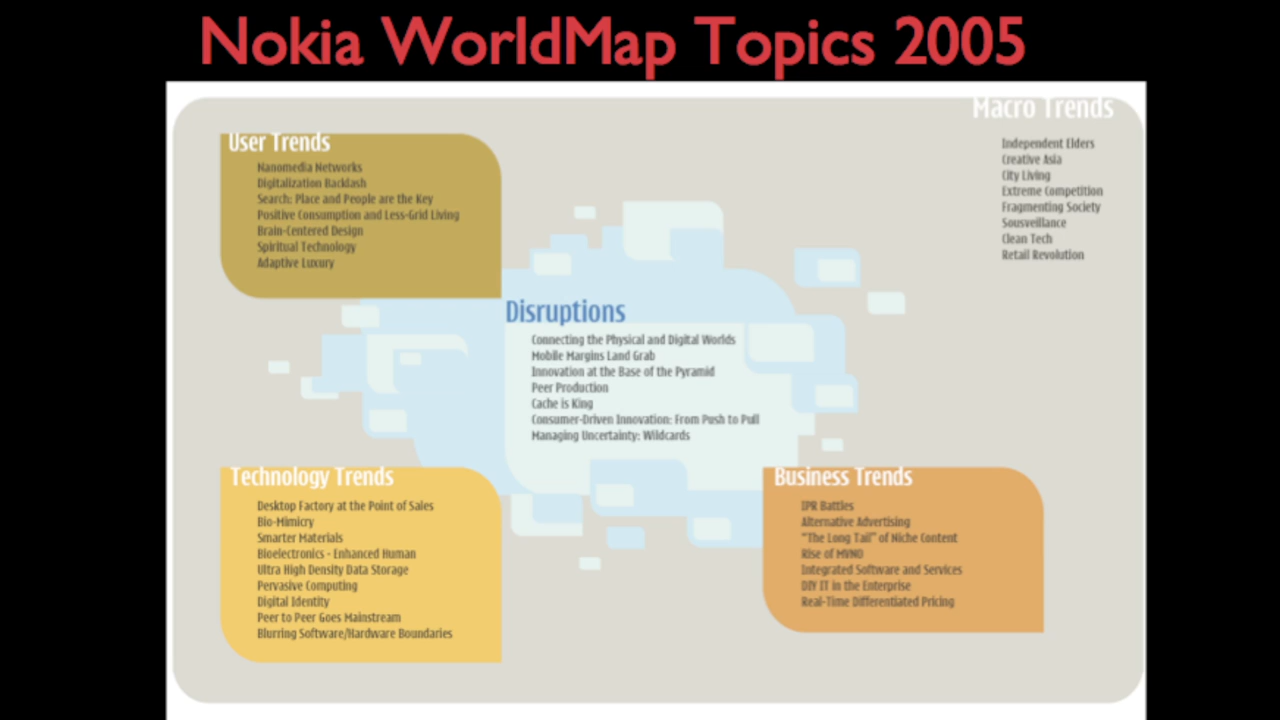 Nokia WorldMap Topics 2005
Macro Trends
Independent Elders
Creative Asia
City Living
Extreme Competition
Fragmenting Society
Sousveillance
Clean Tech
Retail Revolution
User Trends
Nanomedia Networks
Digitalization Backlash
Search: Place and People are the Key
Positive Consumption and Less-Grid Living
Brain-Centered Design
Spiritual Technology
Adaptive Luxury
Disruptions
Connecting the Physical and Digital Worlds
Mobile Margins Land Grab
Innovation at the Base of the Pyramid
Peer Production
Cache is King
Consumer-Driven Innovation: From Push to Pull
Managing Uncertainty: Wildcards
Technology Trends
Desktop Factory at the Point of Sales
Bio-Mimicry
Smarter Materials
Bioelectronics - Enhanced Human
Ultra High Density Data Storage
Pervasive Computing
Digital Identity
Peer to Peer Goes Mainstream
Blurring Software/Hardware Boundaries
Business Trends
IPR Battles
Alternative Advertising
"The Long Tail" of Niche Content
Rise of MVNO
Integrated Software and Services
DIY IT in the Enterprise
Real-Time Differentiated Pricing